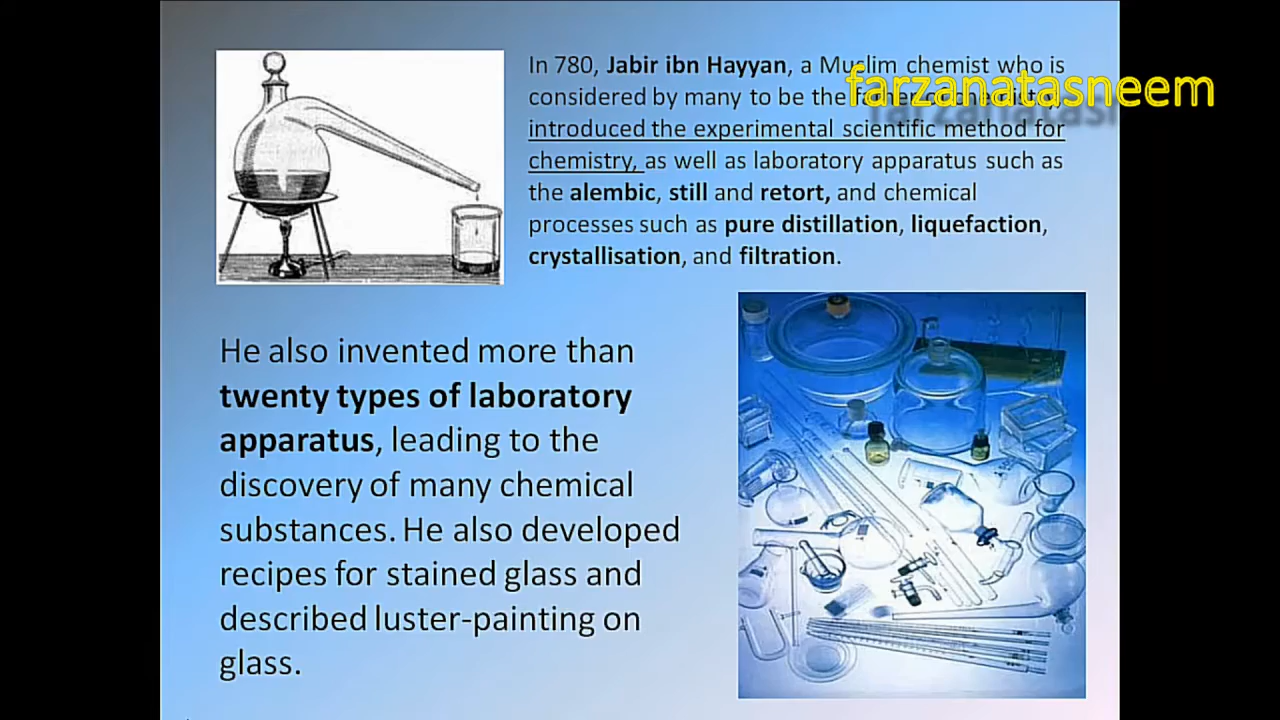 In 780, Jabir ibn Hayyan, a Muslim chemist who is
considered by many to be the father of chemistry,
introduced the experimental scientific method for
chemistry, as well as laboratory apparatus such as
the alembic, still and retort, and chemical
processes such as pure distillation, liquefaction,
crystallisation, and filtration.
farzanatasneem
He also invented more than
twenty types of laboratory
apparatus, leading to the
discovery of many chemical
substances. He also developed
recipes for stained glass and
described luster-painting on
glass.